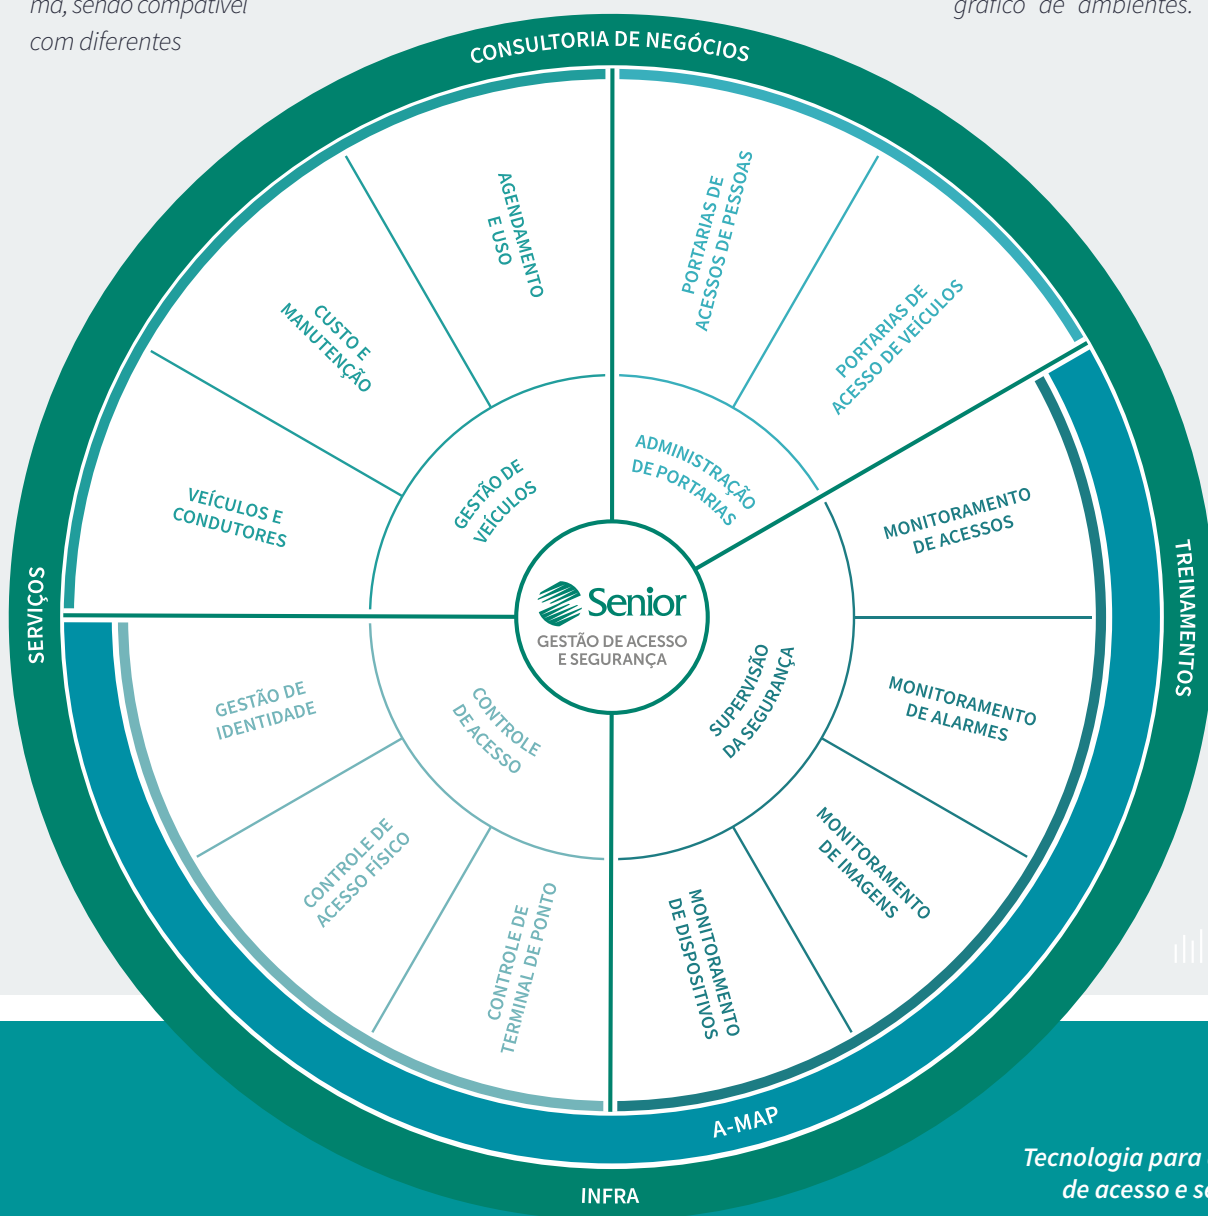 ma, sendo compatível
com diferentes
gráfico de ambientes.
CONSULTORIA DE NEGÓCIOS
AGENDAMENTO
E USO
PORTARIAS DE
ACESSOS DE PESSOAS
CUSTO E
MANUTENÇÃO
PORTARIAS DE
ACESSO DE VEÍCULOS
VEÍCULOS E
CONDUTORES
GESTÃO DE
VEÍCULOS
ADMINISTRAÇÃO
DE PORTARIAS
MONITORAMENTO
DE ACESSOS
SERVIÇOS
TREINAMENTOS
Senior
GESTÃO DE ACESSO
E SEGURANÇA
GESTÃO DE
IDENTIDADE
CONTROLE
DE ACESSO
SUPERVISÃO
DA SEGURANÇA
MONITORAMENTO
DE ALARMES
CONTROLE DE
ACESSO FÍSICO
MONITORAMENTO
DE IMAGENS
CONTROLE DE
TERMINAL DE PONTO
MONITORAMENTO
DE DISPOSITIVOS
A-MAP
INFRA
Tecnologia para
de acesso e